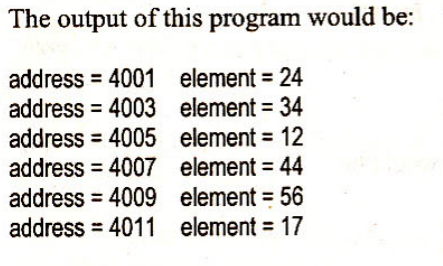 The output of this program would be:
address = 4001 element = 24
address = 4003 element = 34
address = 4005 element = 12
address = 4007 element = 44
address = 4009 element = 56
address = 4011 element = 17